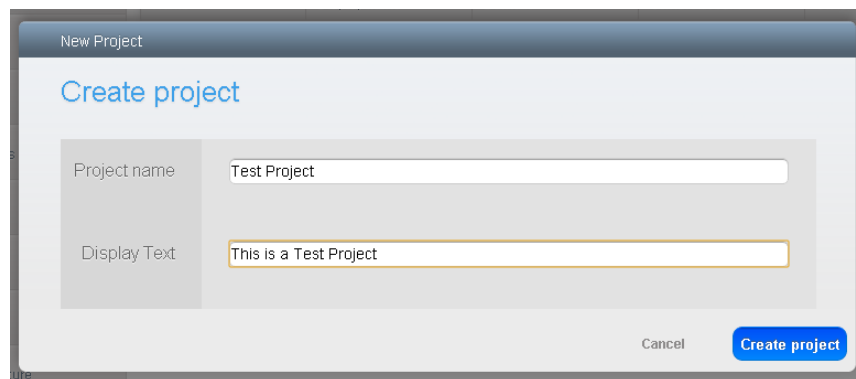 New Project
Create project
Project name
Test Project
Display Text
This is a Test Project
Cancel
Create project